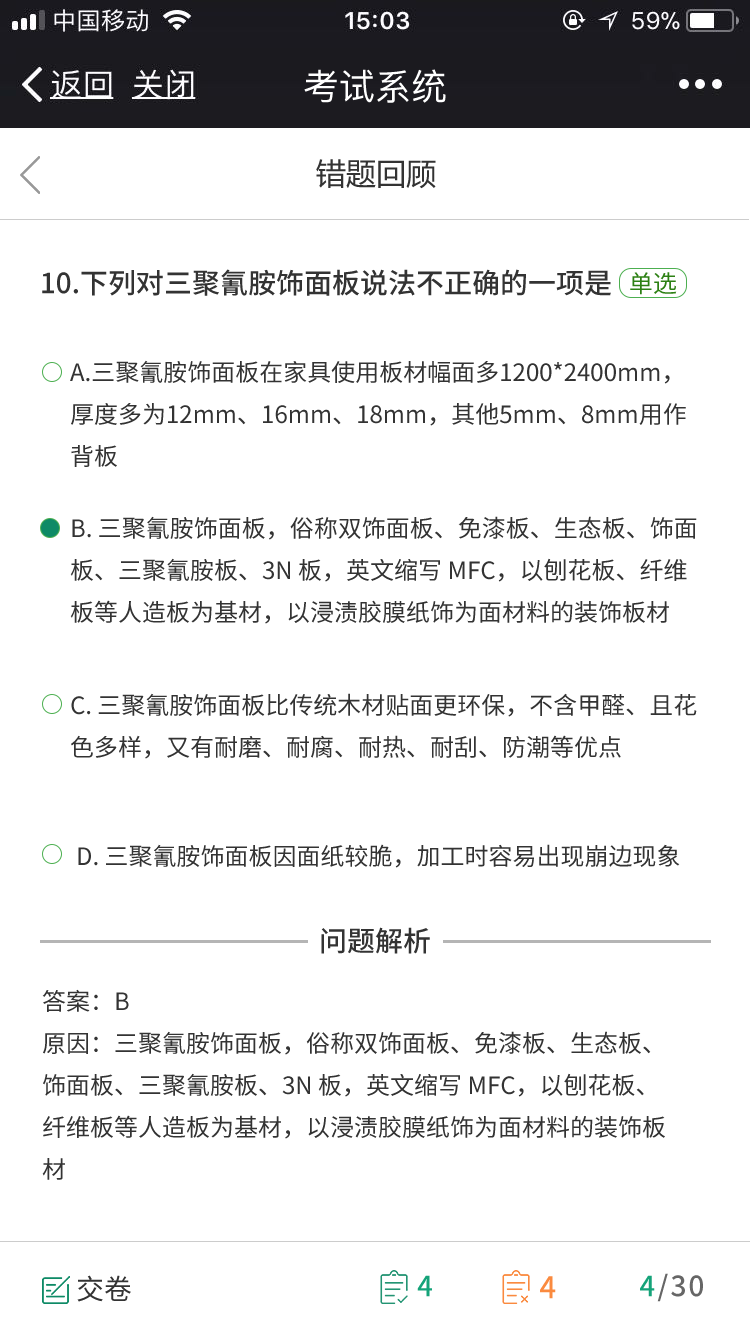 中国移动 15:03 59%
返回 关闭 考试系统
错题回顾
10.下列对三聚氰胺饰面板说法不正确的一项是 单选
A.三聚氰胺饰面板在家具使用板材幅面多1200*2400mm，
厚度多为12mm、16mm、18mm，其他5mm、8mm用作
背板
B. 三聚氰胺饰面板，俗称双饰面板、免漆板、生态板、饰面
板、三聚氰胺板、3N 板，英文缩写 MFC，以刨花板、纤维
板等人造板为基材，以浸渍胶膜纸饰为面材料的装饰板材
C. 三聚氰胺饰面板比传统木材贴面更环保，不含甲醛、且花
色多样，又有耐磨、耐腐、耐热、耐刮、防潮等优点
D. 三聚氰胺饰面板因面纸较脆，加工时容易出现崩边现象
问题解析
答案：B
原因：三聚氰胺饰面板，俗称双饰面板、免漆板、生态板、
饰面板、三聚氰胺板、3N 板，英文缩写 MFC，以刨花板、
纤维板等人造板为基材，以浸渍胶膜纸饰为面材料的装饰板
材
交卷 4 4 4/30